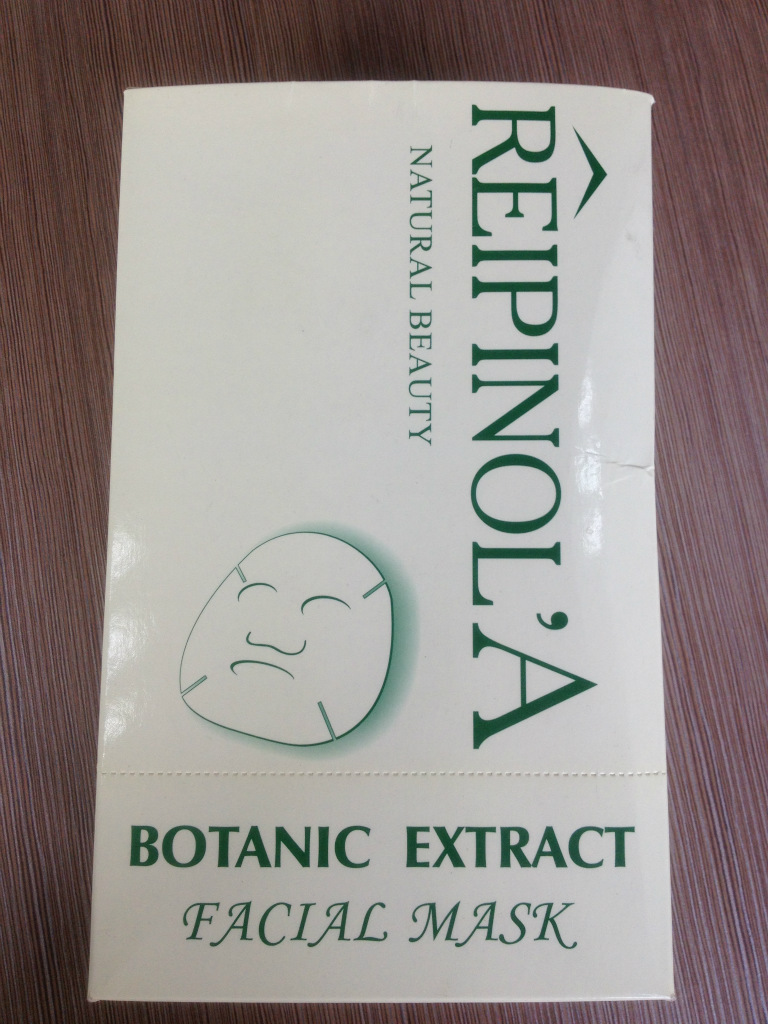 RÊIPINOL'A
NATURAL BEAUTY
BOTANIC EXTRACT
FACIAL MASK